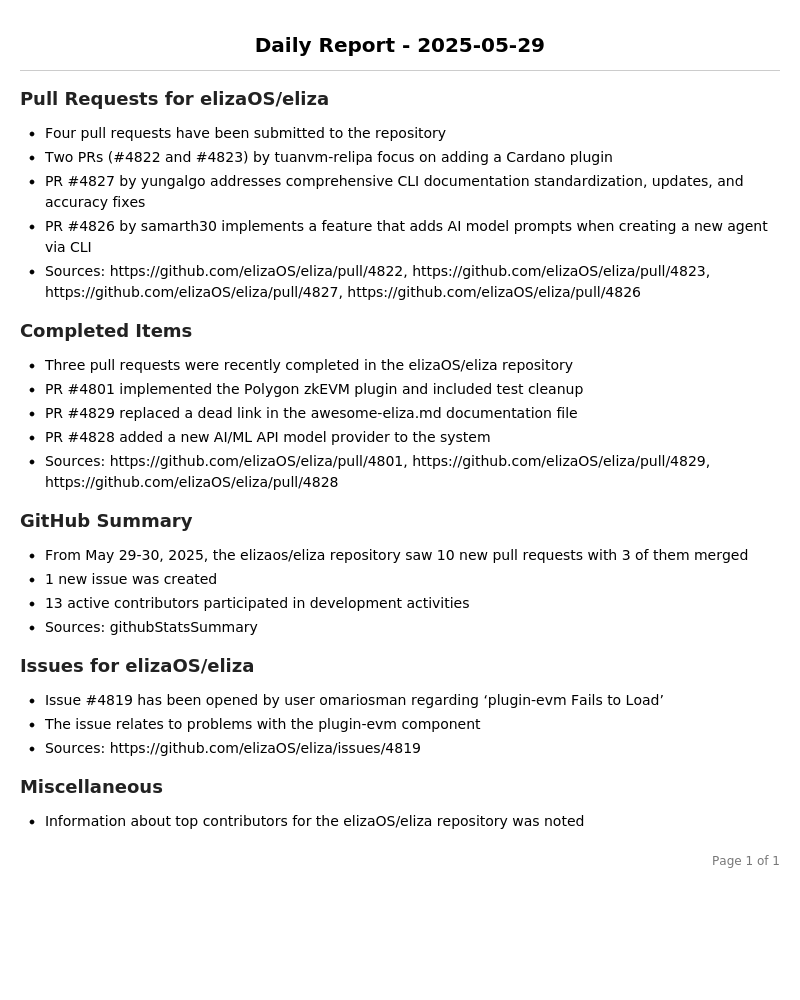 Daily Report - 2025-05-29
Pull Requests for elizaOS/eliza
• Four pull requests have been submitted to the repository
• Two PRs (#4822 and #4823) by tuanvm-relipa focus on adding a Cardano plugin
• PR #4827 by yungalgo addresses comprehensive CLI documentation standardization, updates, and
accuracy fixes
• PR #4826 by samarth30 implements a feature that adds AI model prompts when creating a new agent
via CLI
• Sources: https://github.com/elizaOS/eliza/pull/4822, https://github.com/elizaOS/eliza/pull/4823,
https://github.com/elizaOS/eliza/pull/4827, https://github.com/elizaOS/eliza/pull/4826
Completed Items
• Three pull requests were recently completed in the elizaOS/eliza repository
• PR #4801 implemented the Polygon zkEVM plugin and included test cleanup
• PR #4829 replaced a dead link in the awesome-eliza.md documentation file
• PR #4828 added a new AI/ML API model provider to the system
• Sources: https://github.com/elizaOS/eliza/pull/4801, https://github.com/elizaOS/eliza/pull/4829,
https://github.com/elizaOS/eliza/pull/4828
GitHub Summary
• From May 29-30, 2025, the elizaos/eliza repository saw 10 new pull requests with 3 of them merged
• 1 new issue was created
• 13 active contributors participated in development activities
• Sources: githubStatsSummary
Issues for elizaOS/eliza
• Issue #4819 has been opened by user omariosman regarding ‘plugin-evm Fails to Load’
• The issue relates to problems with the plugin-evm component
• Sources: https://github.com/elizaOS/eliza/issues/4819
Miscellaneous
• Information about top contributors for the elizaOS/eliza repository was noted
Page 1 of 1